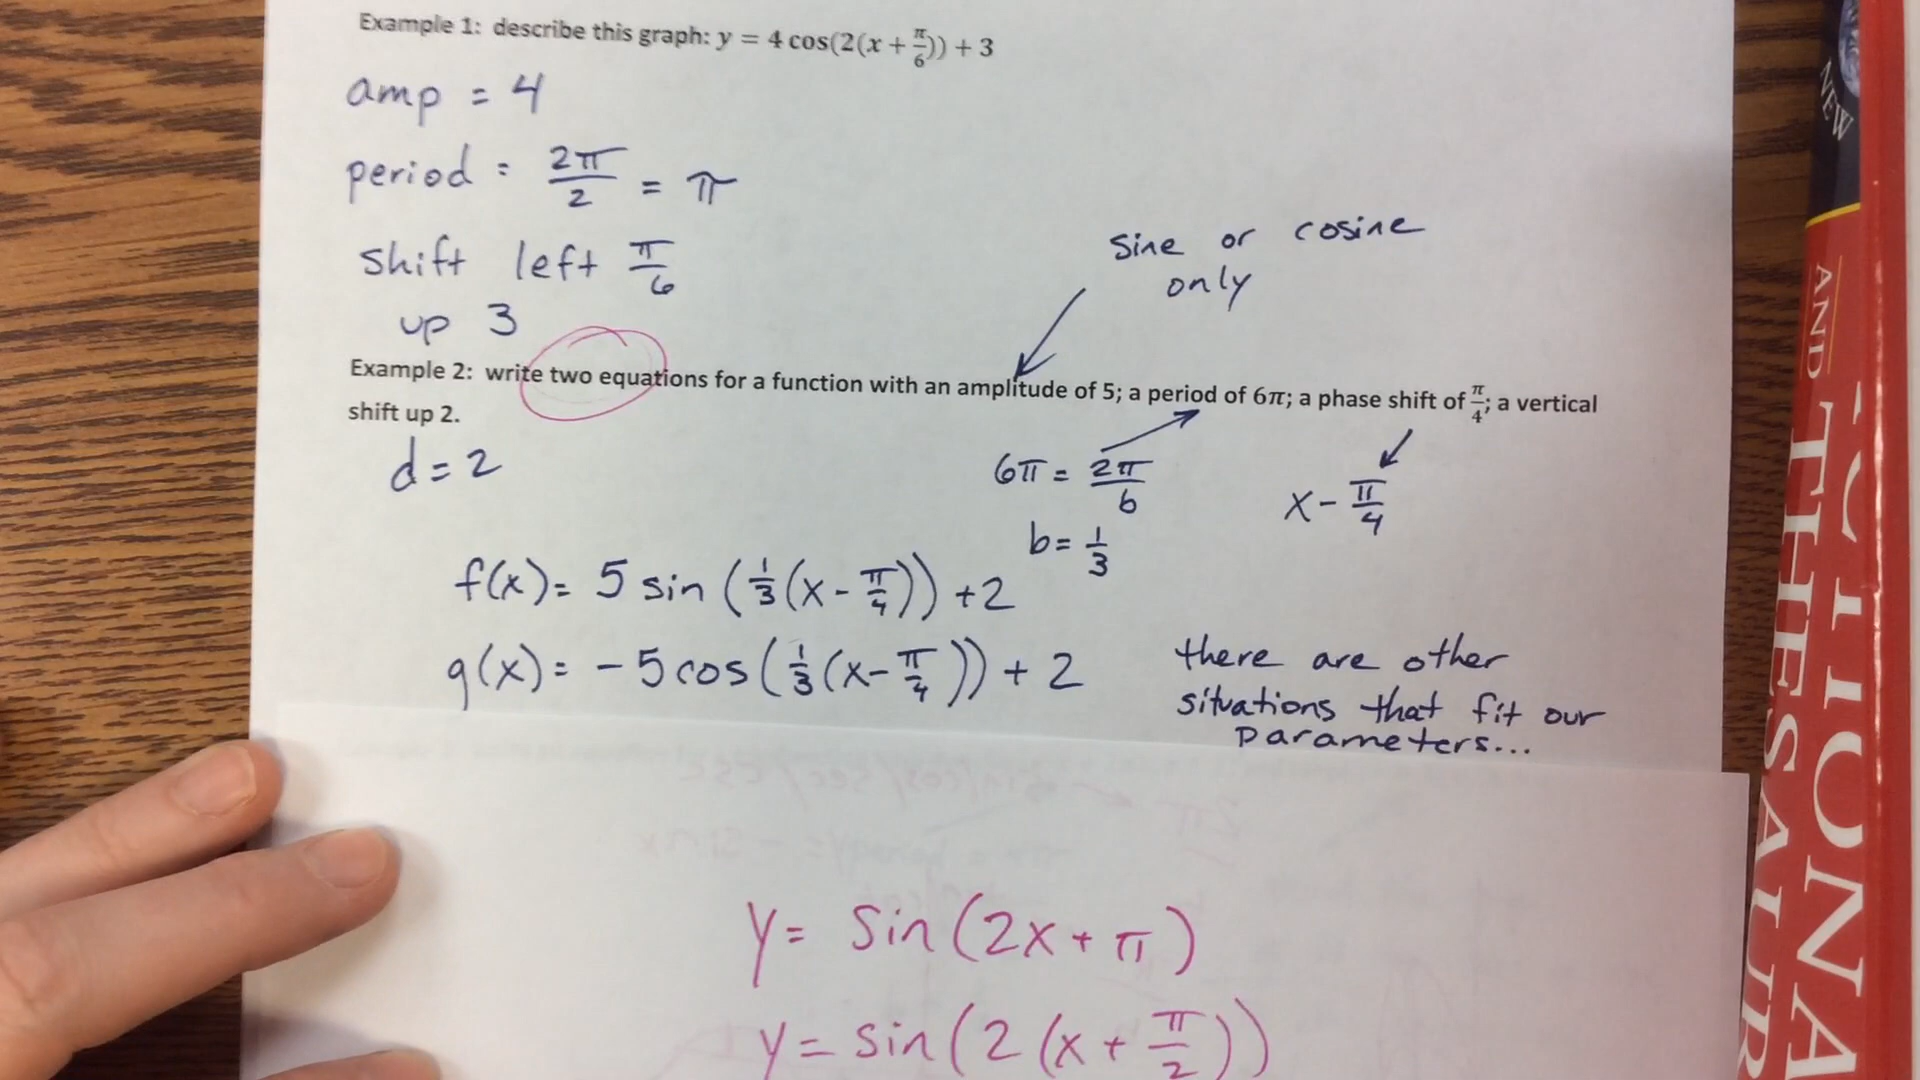 Example 1: describe this graph: y = 4 cos(2(x + π/6)) + 3
amp = 4
period = 2π/2 = π
shift left π/6
up 3
sine or cosine
only
Example 2: write two equations for a function with an amplitude of 5; a period of 6π; a phase shift of π/4; a vertical
shift up 2.
d = 2
6π = 2π/b
x - π/4
b = 1/3
f(x) = 5 sin (1/3(x - π/4)) + 2
g(x) = -5 cos (1/3(x - π/4)) + 2
there are other
situations that fit our
parameters...
y = sin (2x + π)
y = sin (2 (x + π/2))
NEW
AND
THESAUR